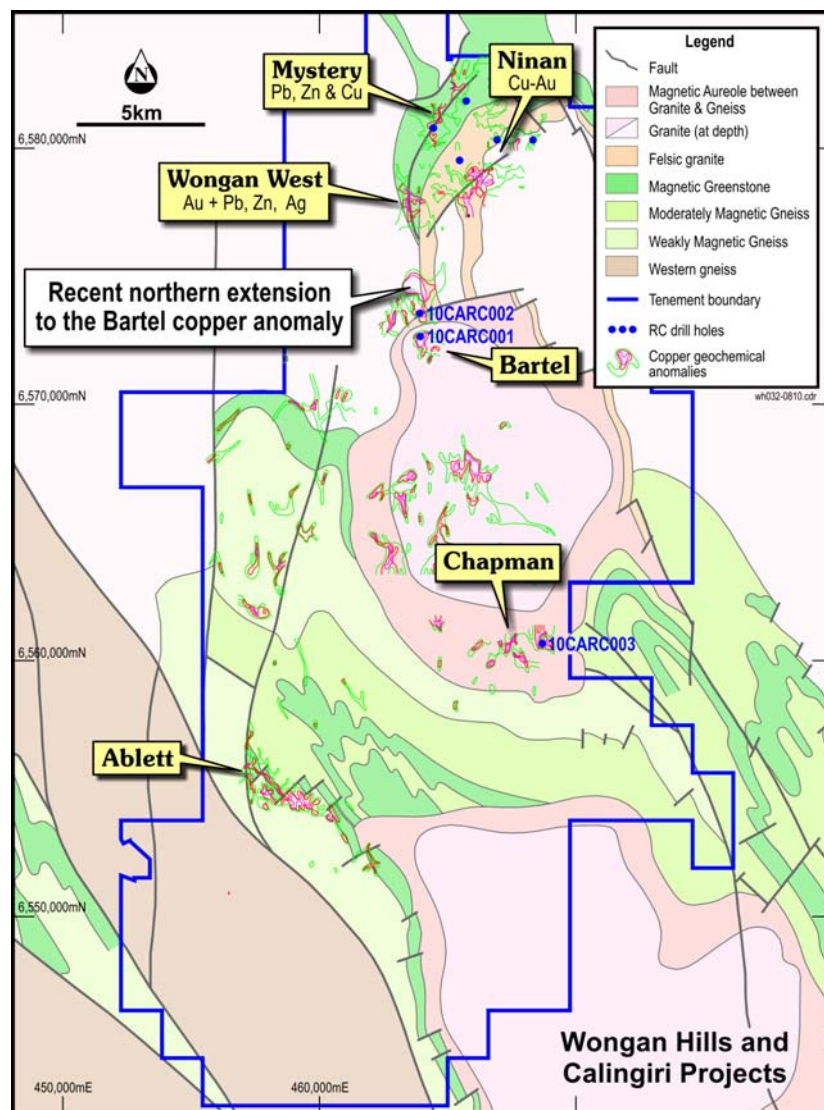 N
5km
Mystery
Pb, Zn & Cu
Ninan
Cu-Au
Legend
Fault
Magnetic Aureole between
Granite & Gneiss
Granite (at depth)
Felsic granite
Magnetic Greenstone
Moderately Magnetic Gneiss
Weakly Magnetic Gneiss
Western gneiss
Tenement boundary
RC drill holes
Copper geochemical
anomalies
wh032-0810.cdr
6,580,000mN
Wongan West
Au + Pb, Zn, Ag
Recent northern extension
to the Bartel copper anomaly
10CARC002
10CARC001
Bartel
6,570,000mN
Chapman
10CARC003
6,560,000mN
Ablett
6,550,000mN
Wongan Hills and
Calingiri Projects
450,000mE
460,000mE